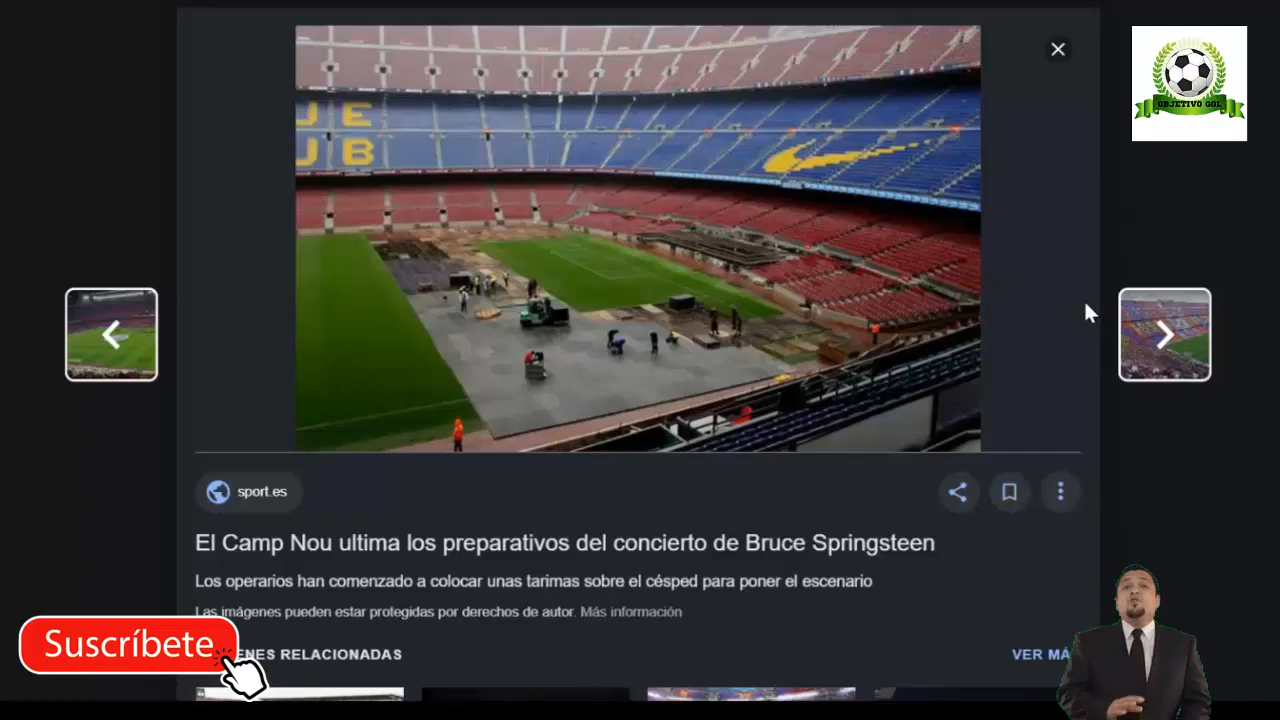 OBJETIVO GOL
UE
UB
sport.es
El Camp Nou ultima los preparativos del concierto de Bruce Springsteen
Los operarios han comenzado a colocar unas tarimas sobre el césped para poner el escenario
Las imágenes pueden estar protegidas por derechos de autor. Más información
Suscríbete
ENES RELACIONADAS
VER MÁ